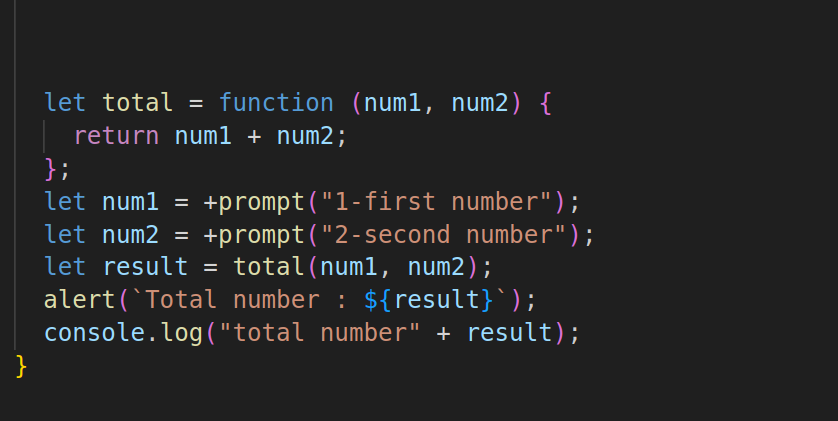 let total = function (num1, num2) {
return num1 + num2;
};
let num1 = +prompt("1-first number");
let num2 = +prompt("2-second number");
let result = total(num1, num2);
alert(`Total number : ${result}`);
console.log("total number" + result);
}